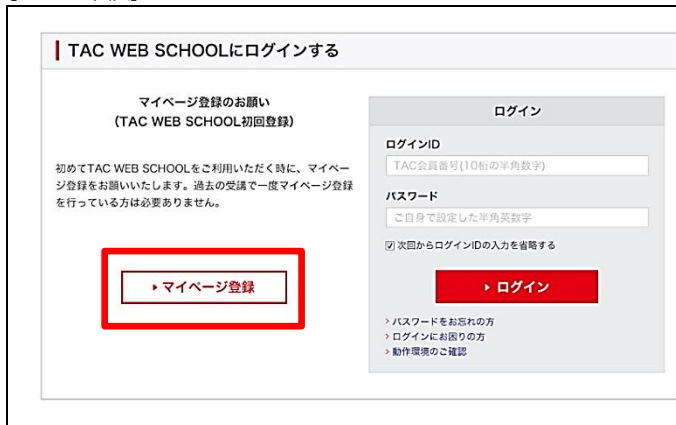 TAC WEB SCHOOLにログインする
マイページ登録のお願い
(TAC WEB SCHOOL初回登録)
初めてTAC WEB SCHOOLをご利用いただく時に、マイペー
ジ登録をお願いいたします。過去の受講で一度マイページ登録
を行っている方は必要ありません。
マイページ登録
ログイン
ログインID
TAC会員番号(10桁の半角数字)
パスワード
ご自身で設定した半角英数字
次回からログインIDの入力を省略する
ログイン
パスワードをお忘れの方
ログインにお困りの方
動作環境のご確認